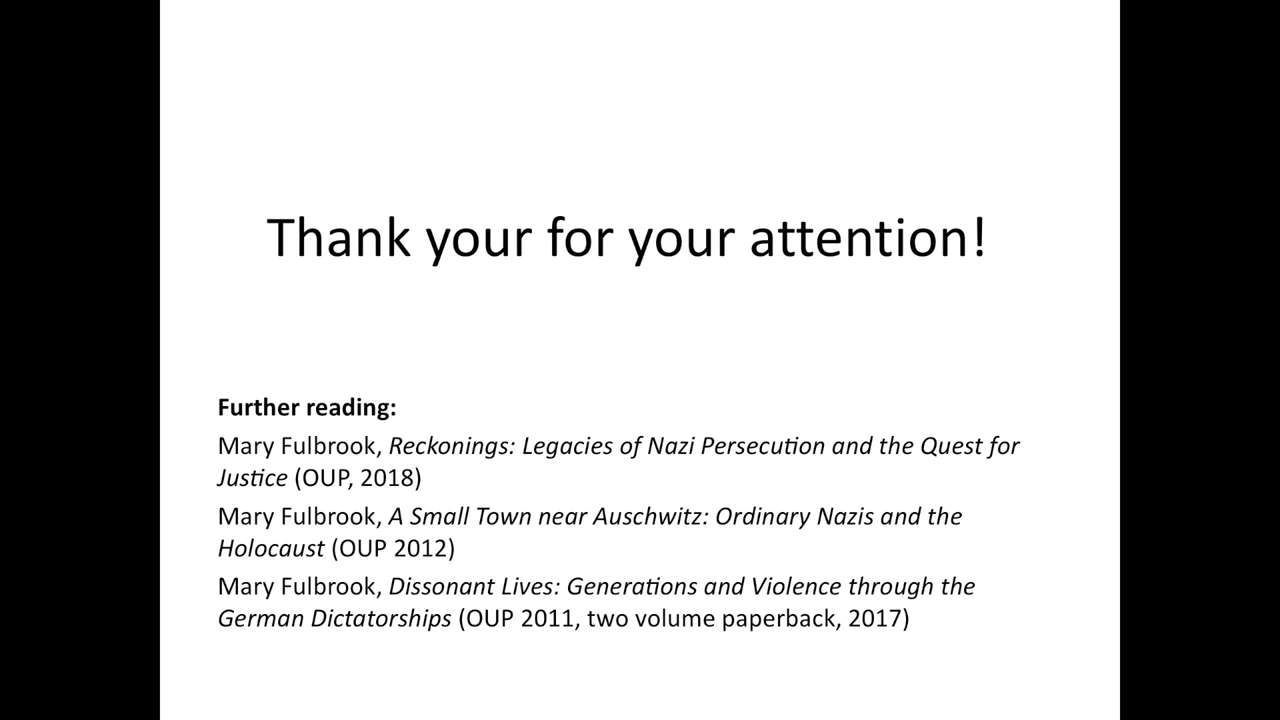 Thank your for your attention!
Further reading:
Mary Fulbrook, Reckonings: Legacies of Nazi Persecution and the Quest for
Justice (OUP, 2018)
Mary Fulbrook, A Small Town near Auschwitz: Ordinary Nazis and the
Holocaust (OUP 2012)
Mary Fulbrook, Dissonant Lives: Generations and Violence through the
German Dictatorships (OUP 2011, two volume paperback, 2017)